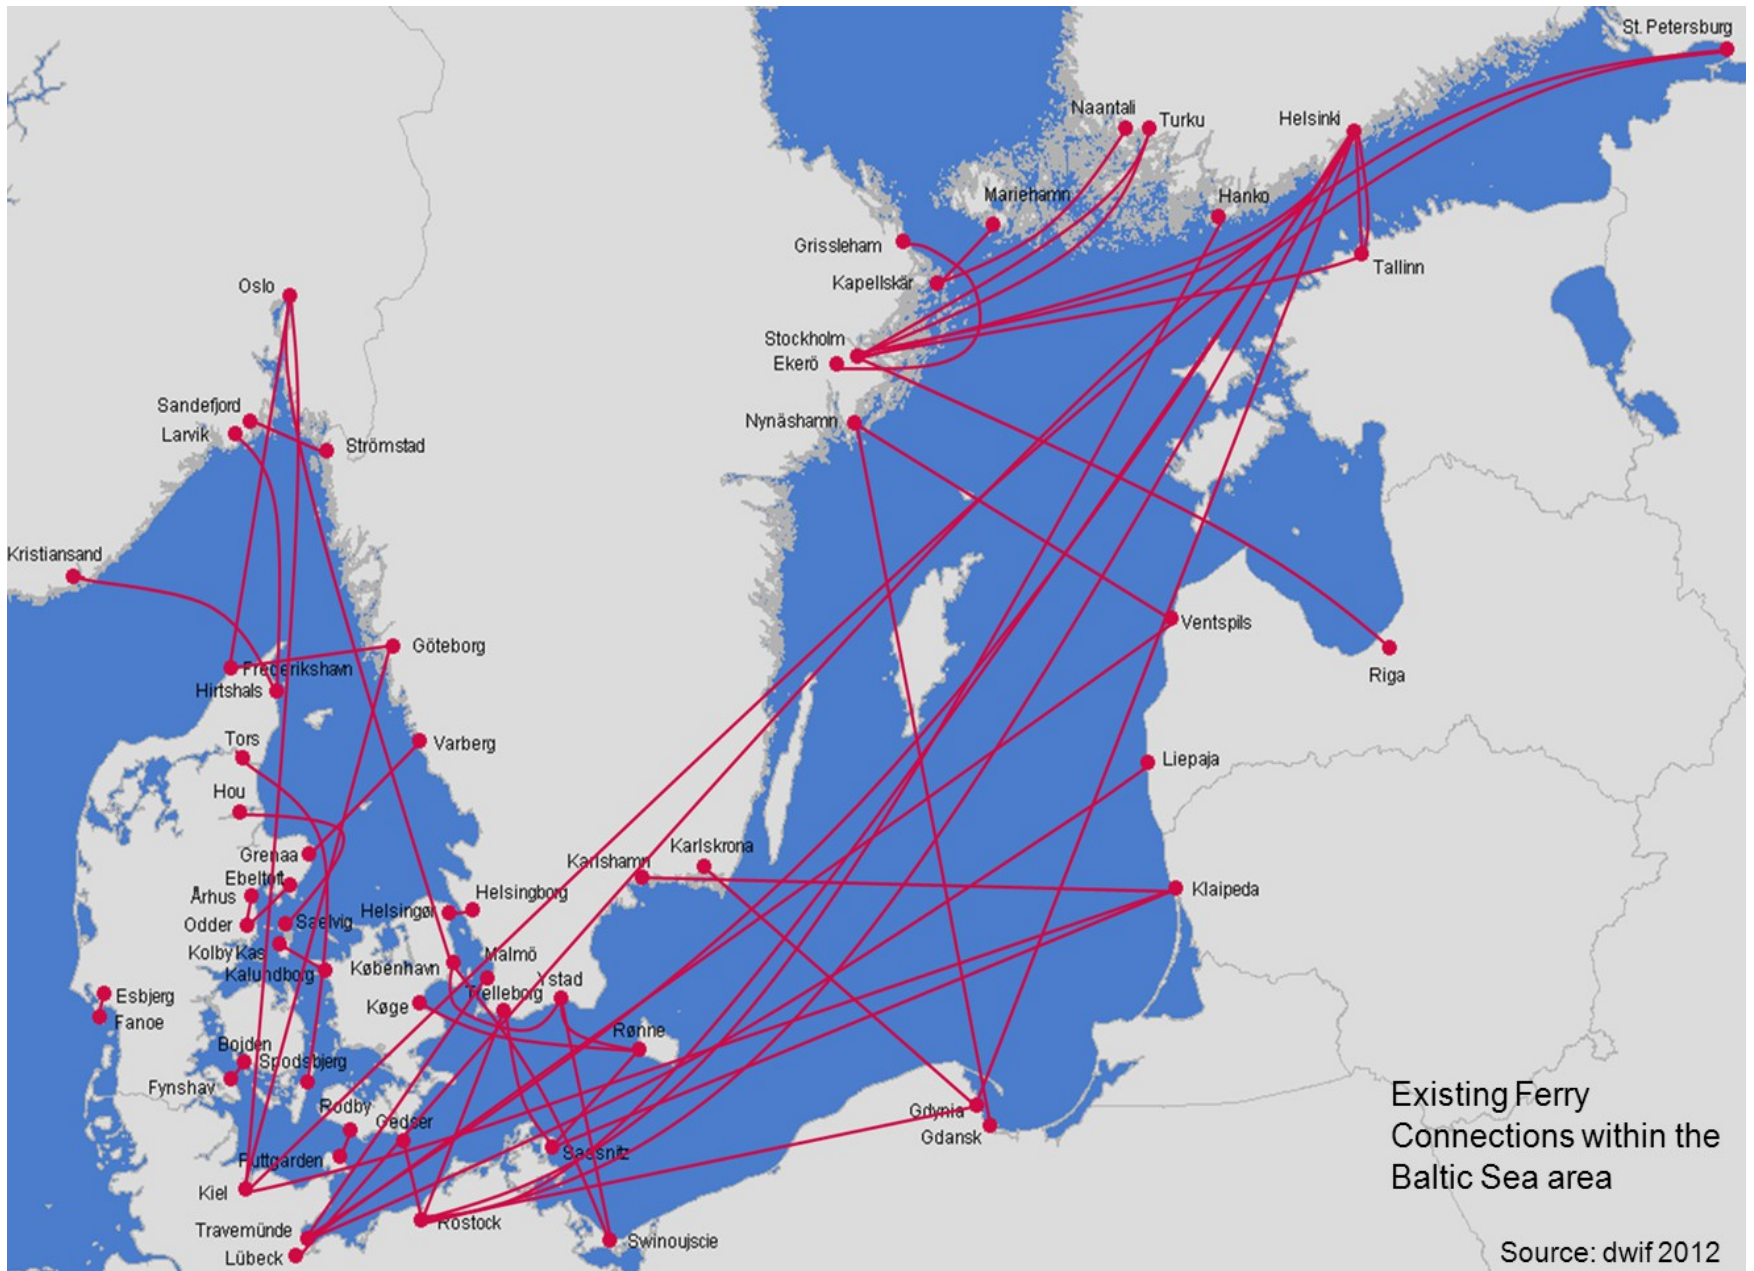 St. Petersburg
Naantali
Turku
Helsinki
Mariehamn
Hanko
Grissleham
Tallinn
Kapellskär
Oslo
Stockholm
Ekerö
Sandefjord
Larvik
Nynäshamn
Strömstad
Kristiansand
Ventspils
Göteborg
Frederikshavn
Riga
Hirtshals
Tors
Varberg
Liepaja
Hou
Karlskrona
Grenaa
Karlshamn
Ebeltoft
Klaipeda
Århus
Helsingborg
Helsingør
Odder
Saelvig
Kolby Kas
Malmö
København
Kalundborg
Ystad
Trelleborg
Esbjerg
Køge
Fanoe
Rønne
Bojden
Spodsbjerg
Fynshav
Rodby
Gdynia
Gedser
Gdansk
Existing Ferry
Connections within the
Baltic Sea area
Sassnitz
Puttgarden
Kiel
Rostock
Travemünde
Swinoujscie
Lübeck
Source: dwif 2012